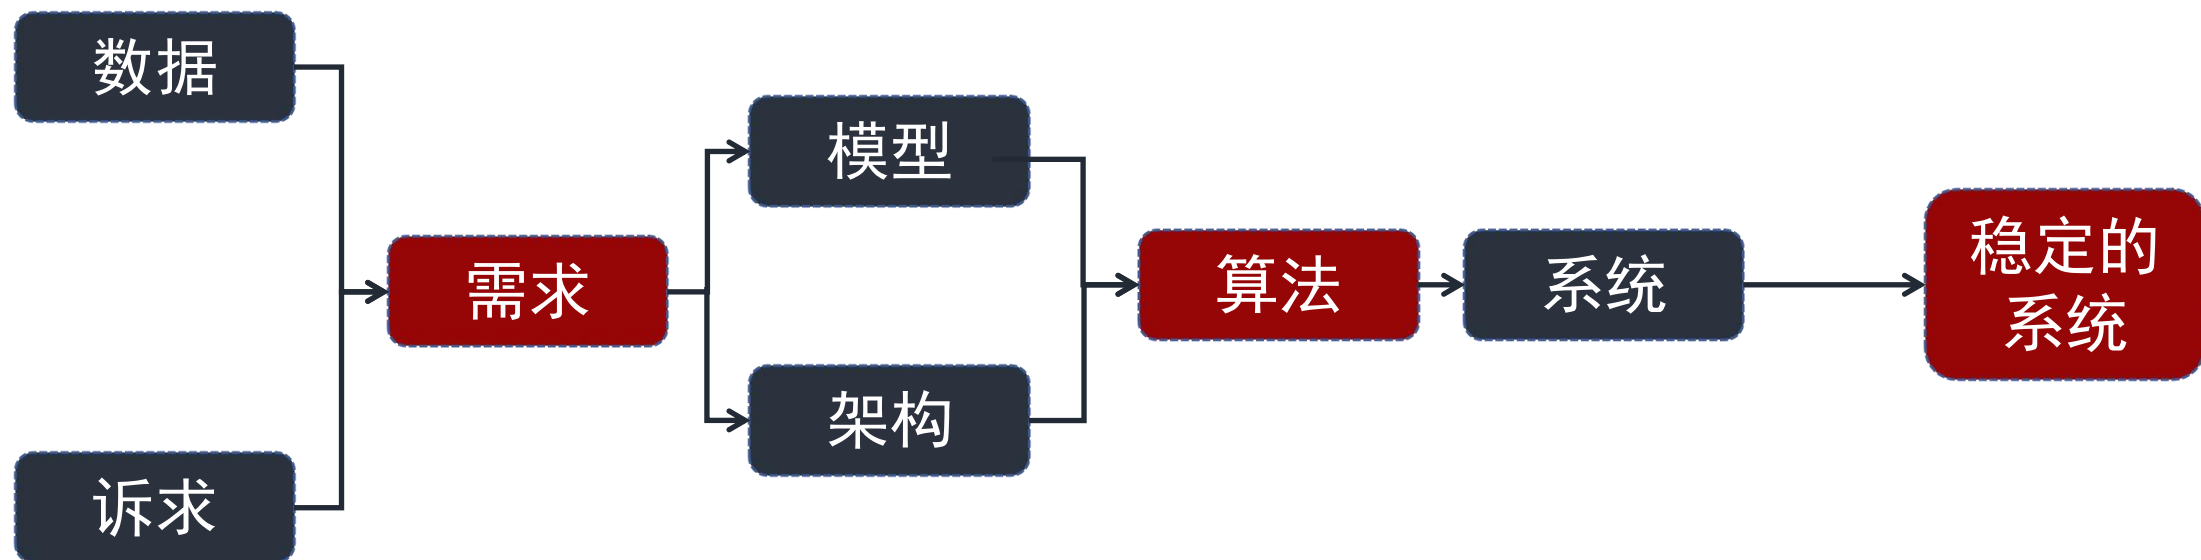 数据
诉求
需求
模型
架构
算法
系统
稳定的
系统